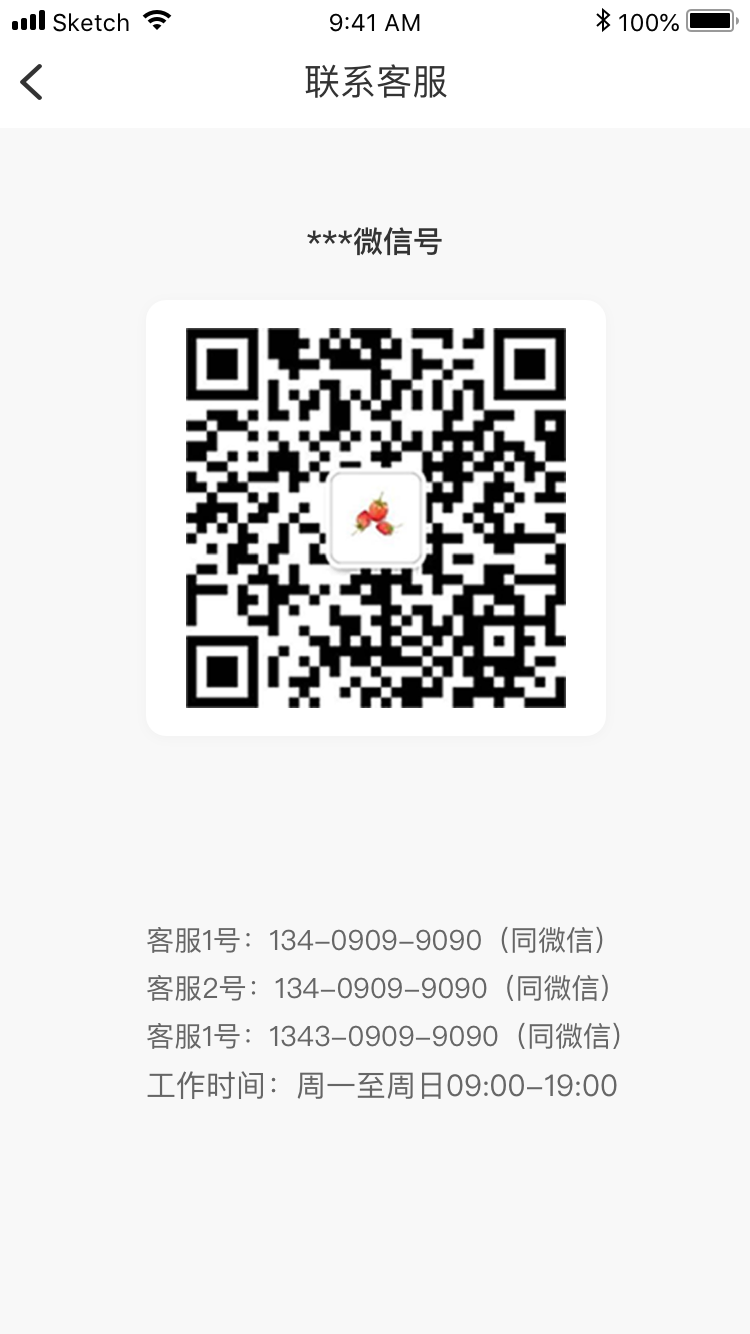 Sketch 9:41 AM 100%
联系客服
***微信号
客服1号：134-0909-9090（同微信）
客服2号：134-0909-9090（同微信）
客服1号：1343-0909-9090（同微信）
工作时间：周一至周日09:00-19:00